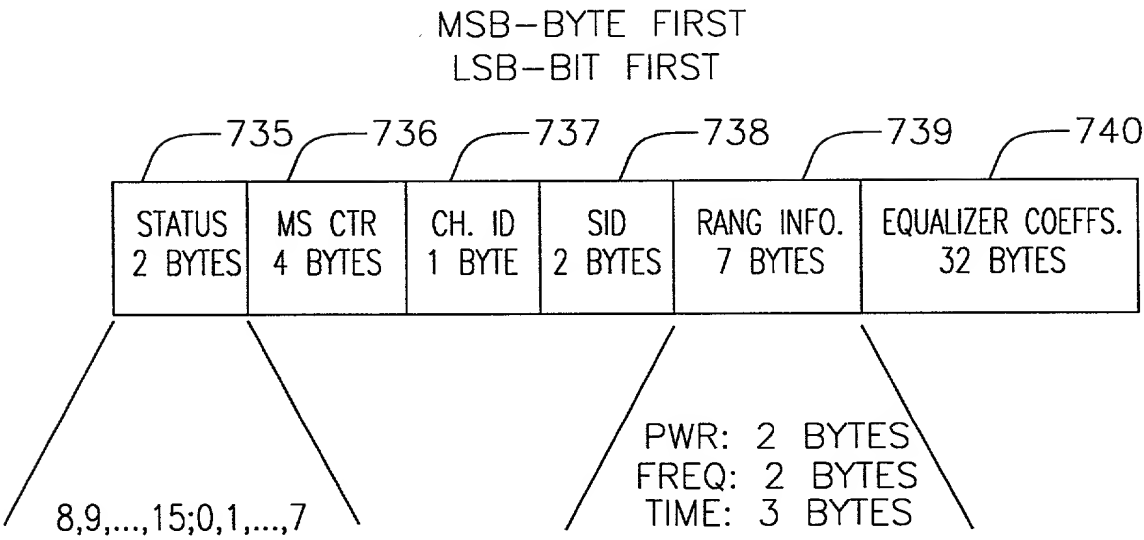 MSB-BYTE FIRST
LSB-BIT FIRST
735 736 737 738 739 740
STATUS MS CTR CH. ID SID RANG INFO. EQUALIZER COEFFS.
2 BYTES 4 BYTES 1 BYTE 2 BYTES 7 BYTES 32 BYTES
PWR: 2 BYTES
FREQ: 2 BYTES
8,9,...,15;0,1,...,7 TIME: 3 BYTES